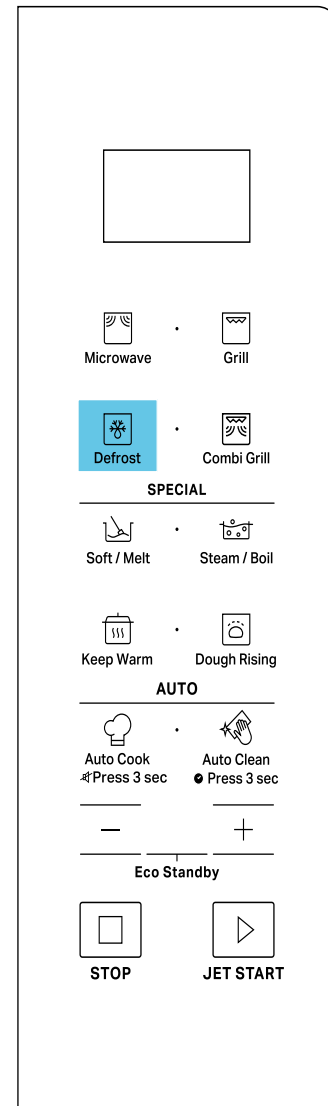 Microwave Grill
Defrost Combi Grill
SPECIAL
Soft / Melt Steam / Boil
Keep Warm Dough Rising
AUTO
Auto Cook Auto Clean
Press 3 sec Press 3 sec
− +
Eco Standby
STOP JET START